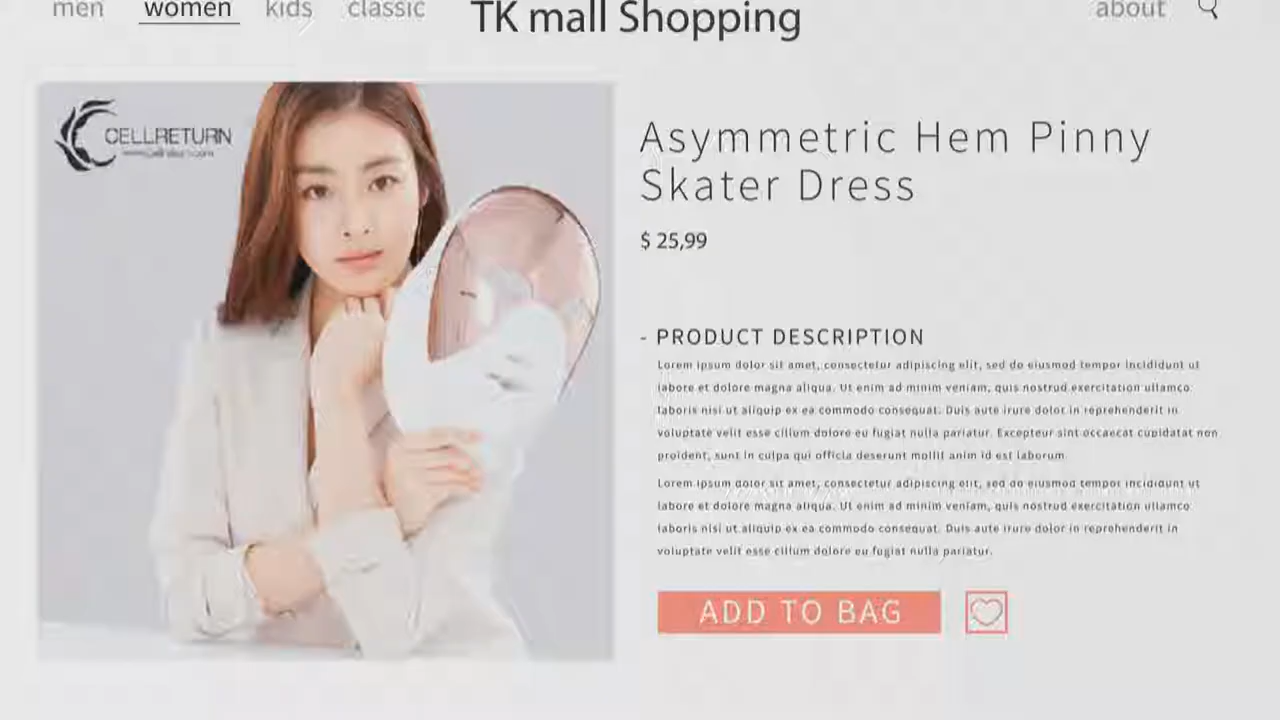 men women kids classic TK mall Shopping about
CELLRETURN
Asymmetric Hem Pinny
Skater Dress
$ 25,99
- PRODUCT DESCRIPTION
Lorem ipsum dolor sit amet, consectetur adipiscing elit, sed do eiusmod tempor incididunt ut
labore et dolore magna aliqua. Ut enim ad minim veniam, quis nostrud exercitation ullamco
laboris nisi ut aliquip ex ea commodo consequat. Duis aute irure dolor in reprehenderit in
voluptate velit esse cillum dolore eu fugiat nulla pariatur. Excepteur sint occaecat cupidatat non
proident, sunt in culpa qui officia deserunt mollit anim id est laborum.
Lorem ipsum dolor sit amet, consectetur adipiscing elit, sed do eiusmod tempor incididunt ut
labore et dolore magna aliqua. Ut enim ad minim veniam, quis nostrud exercitation ullamco
laboris nisi ut aliquip ex ea commodo consequat. Duis aute irure dolor in reprehenderit in
voluptate velit esse cillum dolore eu fugiat nulla pariatur.
ADD TO BAG